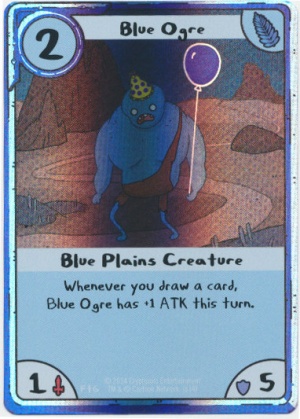 2
Blue Ogre
Blue Plains Creature
Whenever you draw a card,
Blue Ogre has +1 ATK this turn.
1
5